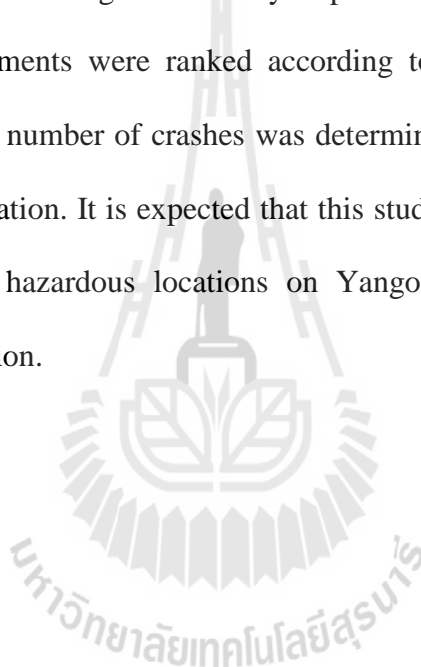 ments were ranked according to
number of crashes was determin
ation. It is expected that this stud
hazardous locations on Yango
ion.
มหาวิทยาลัยเทคโนโลยีสุรนารี